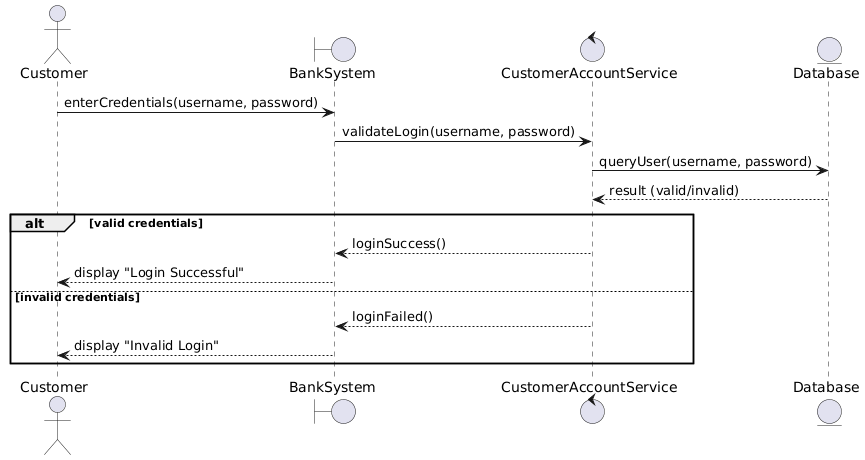 Customer
BankSystem
CustomerAccountService
Database
enterCredentials(username, password)
validateLogin(username, password)
queryUser(username, password)
result (valid/invalid)
alt [valid credentials]
loginSuccess()
display "Login Successful"
[invalid credentials]
loginFailed()
display "Invalid Login"
Customer
BankSystem
CustomerAccountService
Database